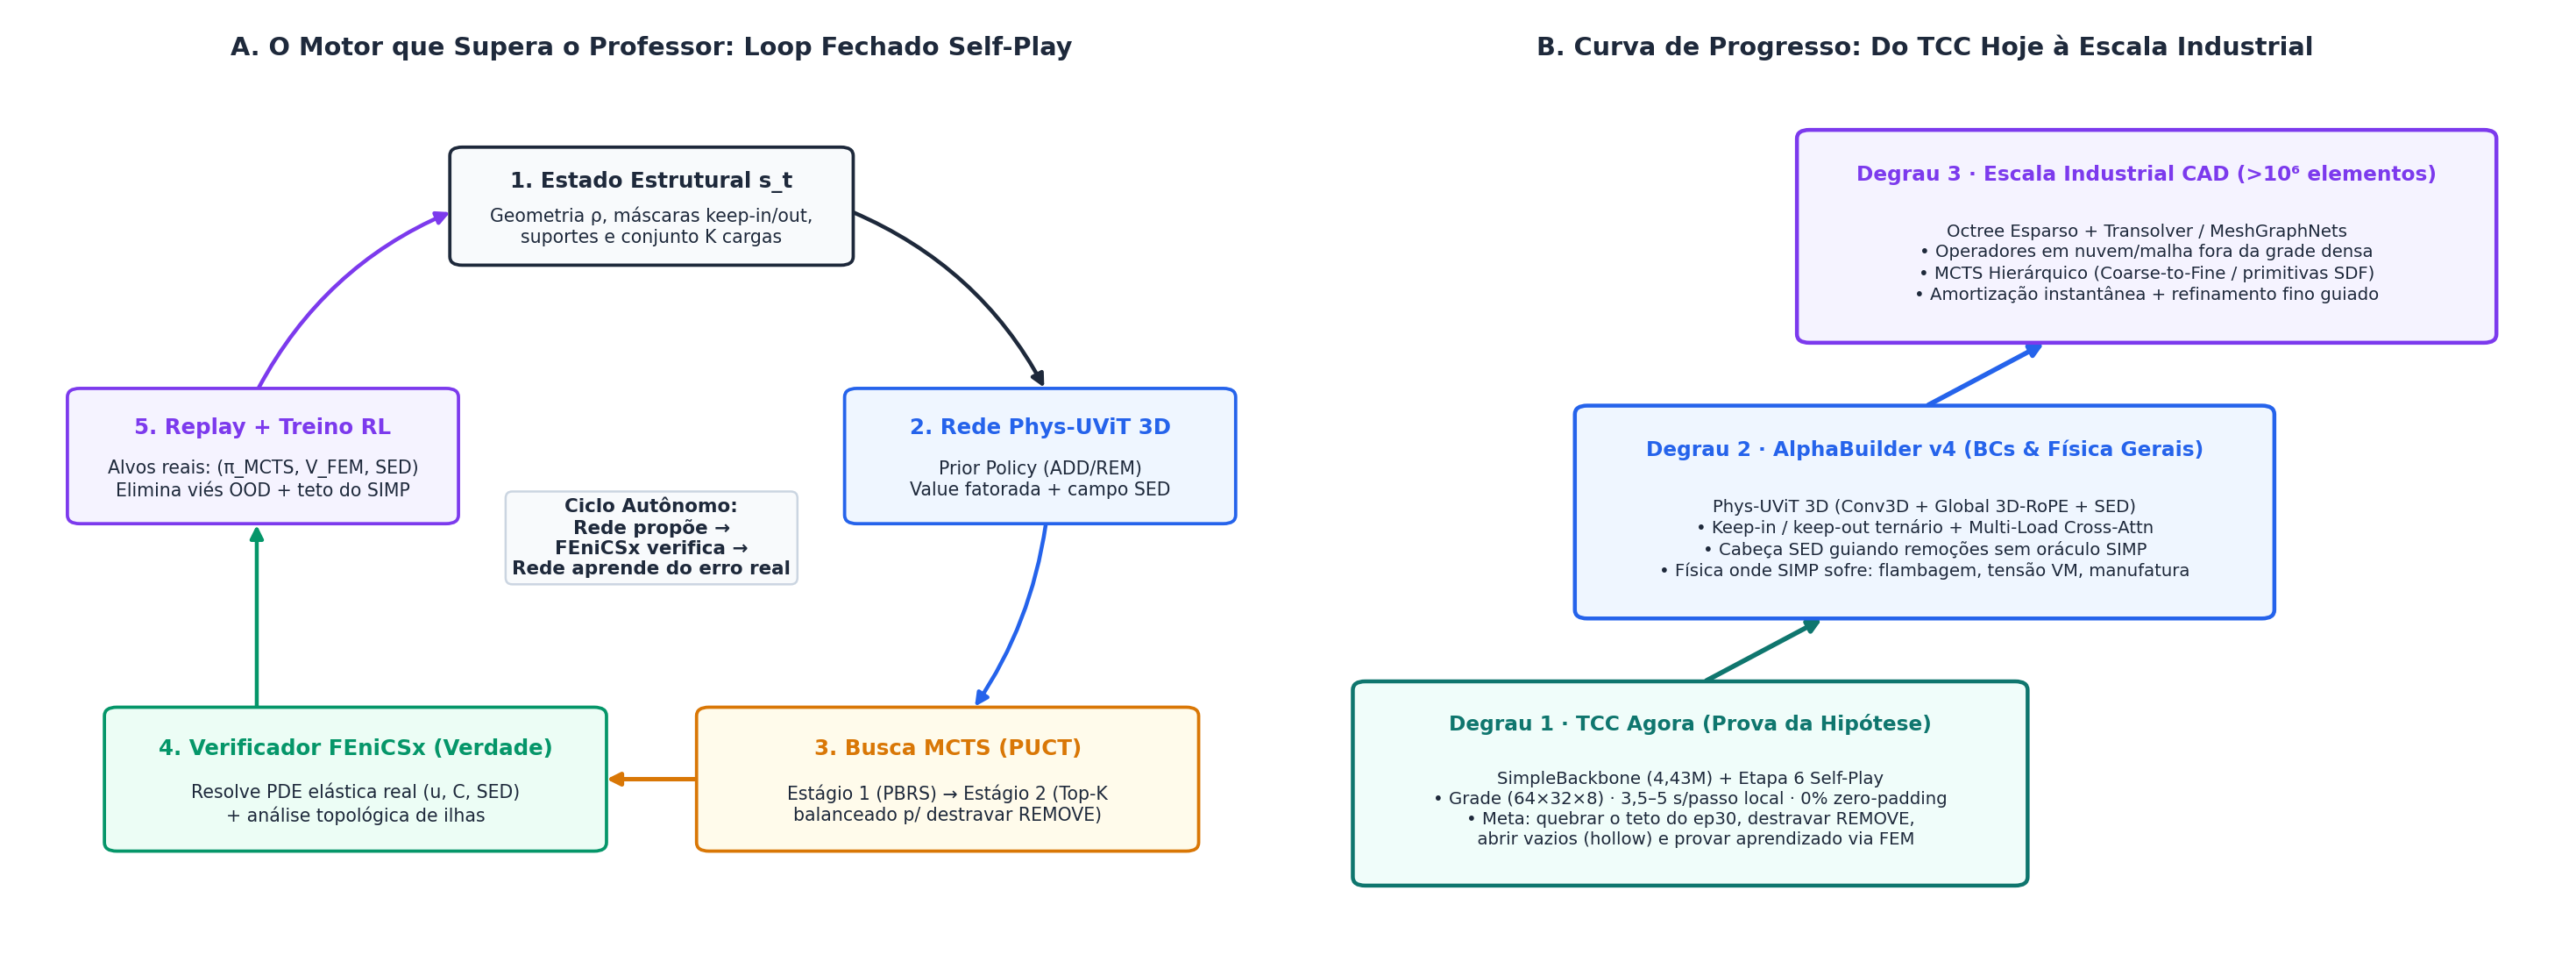 A. O Motor que Supera o Professor: Loop Fechado Self-Play
1. Estado Estrutural s_t
Geometria ρ, máscaras keep-in/out,
suportes e conjunto K cargas
5. Replay + Treino RL
Alvos reais: (π_MCTS, V_FEM, SED)
Elimina viés OOD + teto do SIMP
2. Rede Phys-UViT 3D
Prior Policy (ADD/REM)
Value fatorada + campo SED
Ciclo Autônomo:
Rede propõe →
FEniCSx verifica →
Rede aprende do erro real
4. Verificador FEniCSx (Verdade)
Resolve PDE elástica real (u, C, SED)
+ análise topológica de ilhas
3. Busca MCTS (PUCT)
Estágio 1 (PBRS) → Estágio 2 (Top-K
balanceado p/ destravar REMOVE)
B. Curva de Progresso: Do TCC Hoje à Escala Industrial
Degrau 3 · Escala Industrial CAD (>10⁶ elementos)
Octree Esparso + Transolver / MeshGraphNets
• Operadores em nuvem/malha fora da grade densa
• MCTS Hierárquico (Coarse-to-Fine / primitivas SDF)
• Amortização instantânea + refinamento fino guiado
Degrau 2 · AlphaBuilder v4 (BCs & Física Gerais)
Phys-UViT 3D (Conv3D + Global 3D-RoPE + SED)
• Keep-in / keep-out ternário + Multi-Load Cross-Attn
• Cabeça SED guiando remoções sem oráculo SIMP
• Física onde SIMP sofre: flambagem, tensão VM, manufatura
Degrau 1 · TCC Agora (Prova da Hipótese)
SimpleBackbone (4,43M) + Etapa 6 Self-Play
• Grade (64×32×8) · 3,5–5 s/passo local · 0% zero-padding
• Meta: quebrar o teto do ep30, destravar REMOVE,
abrir vazios (hollow) e provar aprendizado via FEM